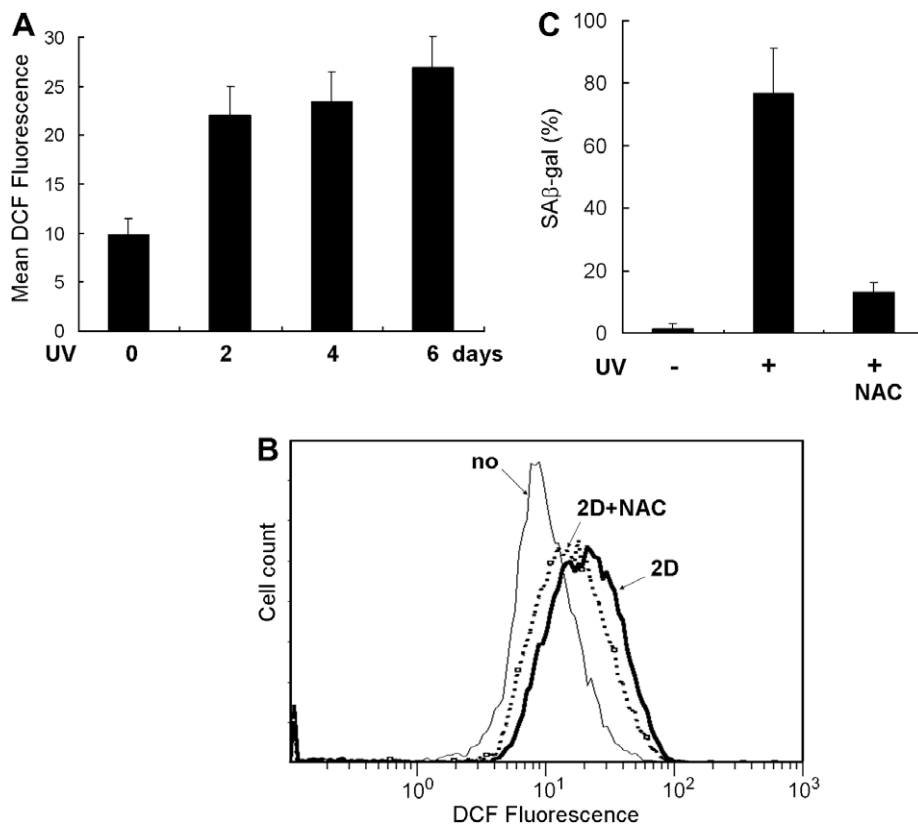 A
Mean DCF Fluorescence
30
25
20
15
10
5
0
UV 0 2 4 6 days
C
SAβ-gal (%)
100
80
60
40
20
0
UV - + +
NAC
B
Cell count
no
2D+NAC
2D
10⁰ 10¹ 10² 10³
DCF Fluorescence